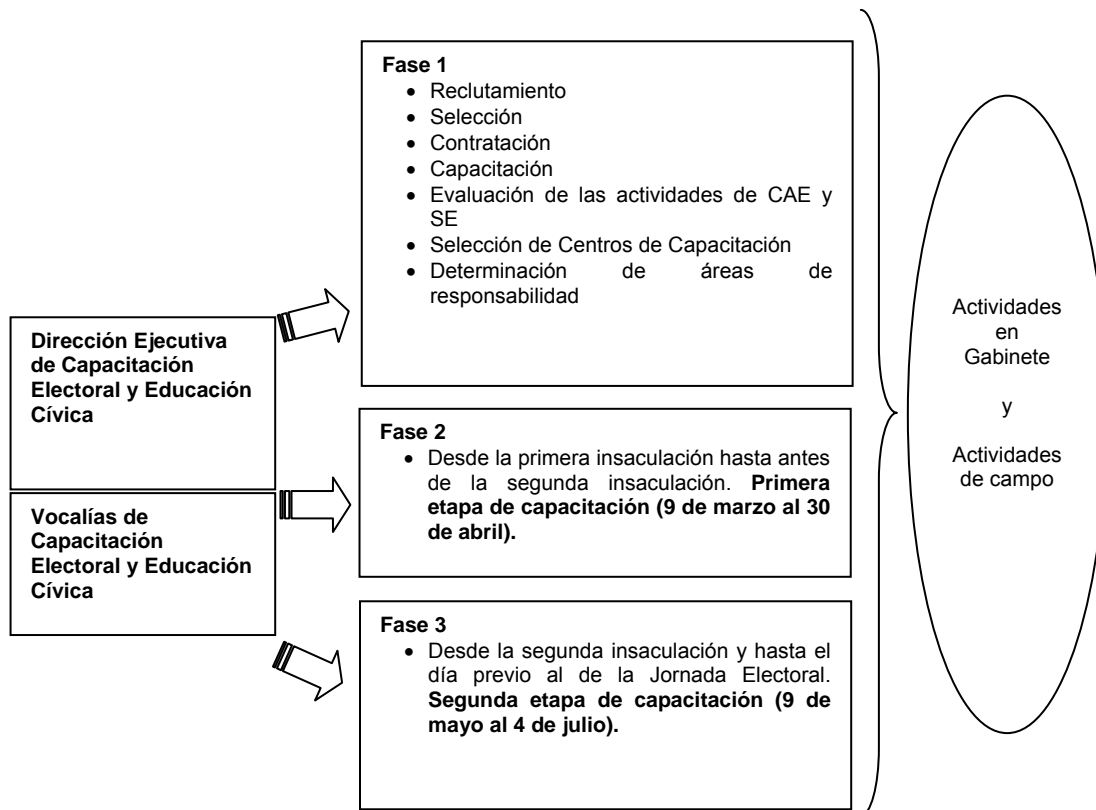 Dirección Ejecutiva
de Capacitación
Electoral y Educación
Cívica
Vocalías de
Capacitación
Electoral y Educación
Cívica
Fase 1
• Reclutamiento
• Selección
• Contratación
• Capacitación
• Evaluación de las actividades de CAE y
SE
• Selección de Centros de Capacitación
• Determinación de áreas de
responsabilidad
Fase 2
• Desde la primera insaculación hasta antes
de la segunda insaculación. Primera
etapa de capacitación (9 de marzo al 30
de abril).
Fase 3
• Desde la segunda insaculación y hasta el
día previo al de la Jornada Electoral.
Segunda etapa de capacitación (9 de
mayo al 4 de julio).
Actividades
en
Gabinete
y
Actividades
de campo